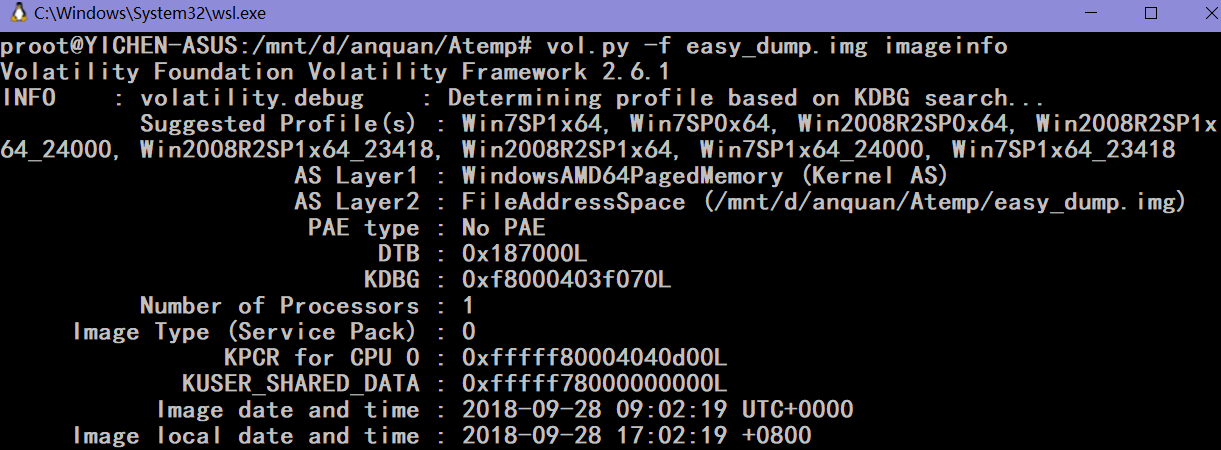 C:\Windows\System32\wsl.exe
proot@YICHEN-ASUS:/mnt/d/anquan/Atemp# vol.py -f easy_dump.img imageinfo
Volatility Foundation Volatility Framework 2.6.1
INFO    : volatility.debug    : Determining profile based on KDBG search...
          Suggested Profile(s) : Win7SP1x64, Win7SP0x64, Win2008R2SP0x64, Win2008R2SP1x
64_24000, Win2008R2SP1x64_23418, Win2008R2SP1x64, Win7SP1x64_24000, Win7SP1x64_23418
                     AS Layer1 : WindowsAMD64PagedMemory (Kernel AS)
                     AS Layer2 : FileAddressSpace (/mnt/d/anquan/Atemp/easy_dump.img)
                      PAE type : No PAE
                           DTB : 0x187000L
                          KDBG : 0xf8000403f070L
          Number of Processors : 1
     Image Type (Service Pack) : 0
                KPCR for CPU 0 : 0xfffff80004040d00L
             KUSER_SHARED_DATA : 0xfffff78000000000L
           Image date and time : 2018-09-28 09:02:19 UTC+0000
     Image local date and time : 2018-09-28 17:02:19 +0800